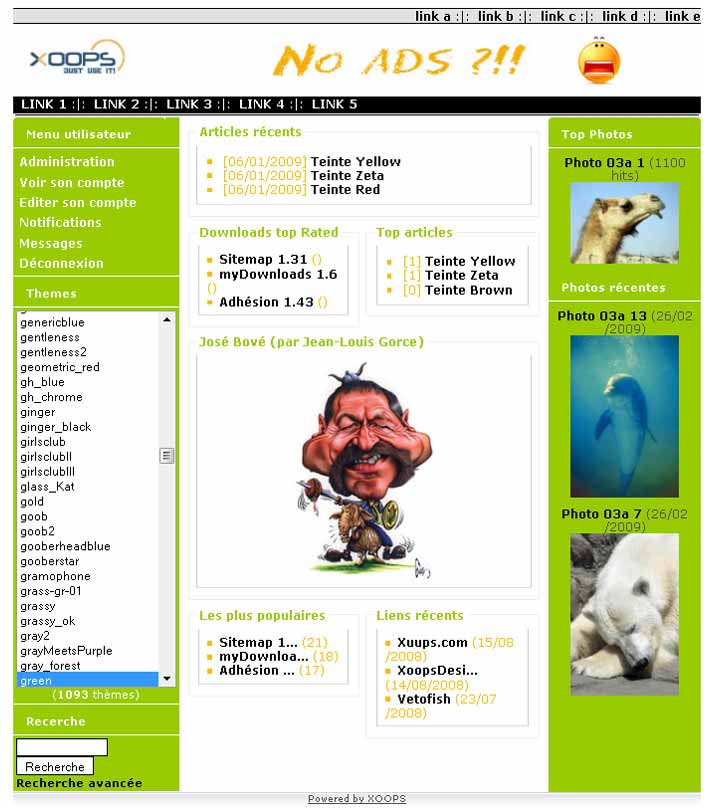 link a :|: link b :|: link c :|: link d :|: link e
XOOPS
JUST USE IT!
No ADS ?!!
LINK 1 :|: LINK 2 :|: LINK 3 :|: LINK 4 :|: LINK 5
Menu utilisateur
Administration
Voir son compte
Editer son compte
Notifications
Messages
Déconnexion
Themes
genericblue
gentleness
gentleness2
geometric_red
gh_blue
gh_chrome
ginger
ginger_black
girlsclub
girlsclubII
girlsclubIII
glass_Kat
gold
goob
goob2
gooberheadblue
gooberstar
gramophone
grass-gr-01
grassy
grassy_ok
gray2
grayMeetsPurple
gray_forest
green
(1093 thèmes)
Recerche
Recherche
Recherche avancée
Articles récents
[06/01/2009] Teinte Yellow
[06/01/2009] Teinte Zeta
[06/01/2009] Teinte Red
Downloads top Rated
Sitemap 1.31 ()
myDownloads 1.6
()
Adhésion 1.43 ()
Top articles
[1] Teinte Yellow
[1] Teinte Zeta
[0] Teinte Brown
José Bové (par Jean-Louis Gorce)
Les plus populaires
Sitemap 1... (21)
myDownloa... (18)
Adhésion ... (17)
Liens récents
Xuups.com (15/08
/2008)
XoopsDesi...
(14/08/2008)
Vetofish (23/07
/2008)
Top Photos
Photo 03a 1 (1100
hits)
Photos récentes
Photo 03a 13 (26/02
/2009)
Photo 03a 7 (26/02
/2009)
Powered by XOOPS